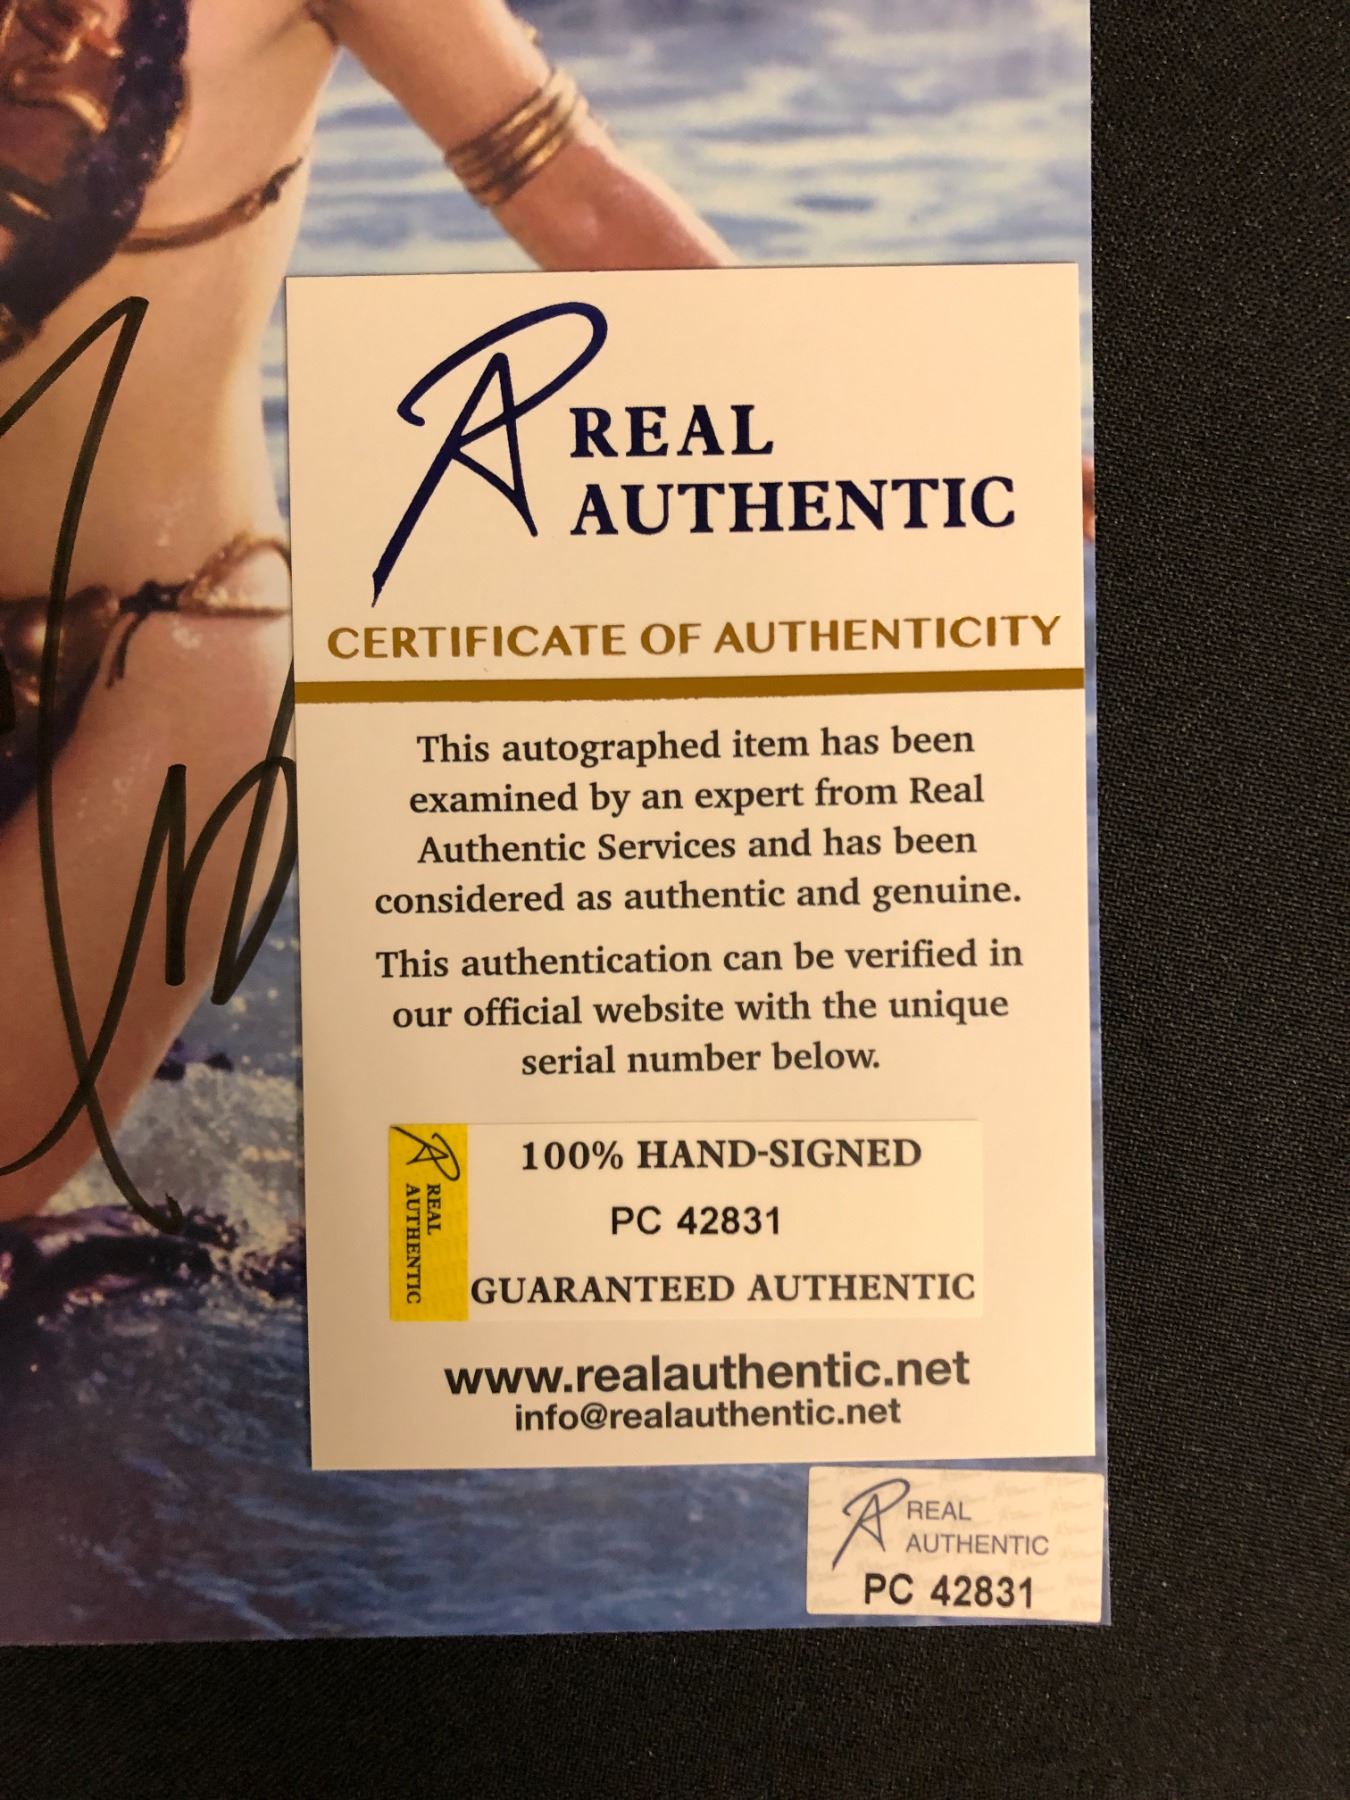 REAL
AUTHENTIC
CERTIFICATE OF AUTHENTICITY
This autographed item has been
examined by an expert from Real
Authentic Services and has been
considered as authentic and genuine.
This authentication can be verified in
our official website with the unique
serial number below.
REAL
AUTHENTIC
100% HAND-SIGNED
PC 42831
GUARANTEED AUTHENTIC
www.realauthentic.net
info@realauthentic.net
REAL
AUTHENTIC
PC 42831